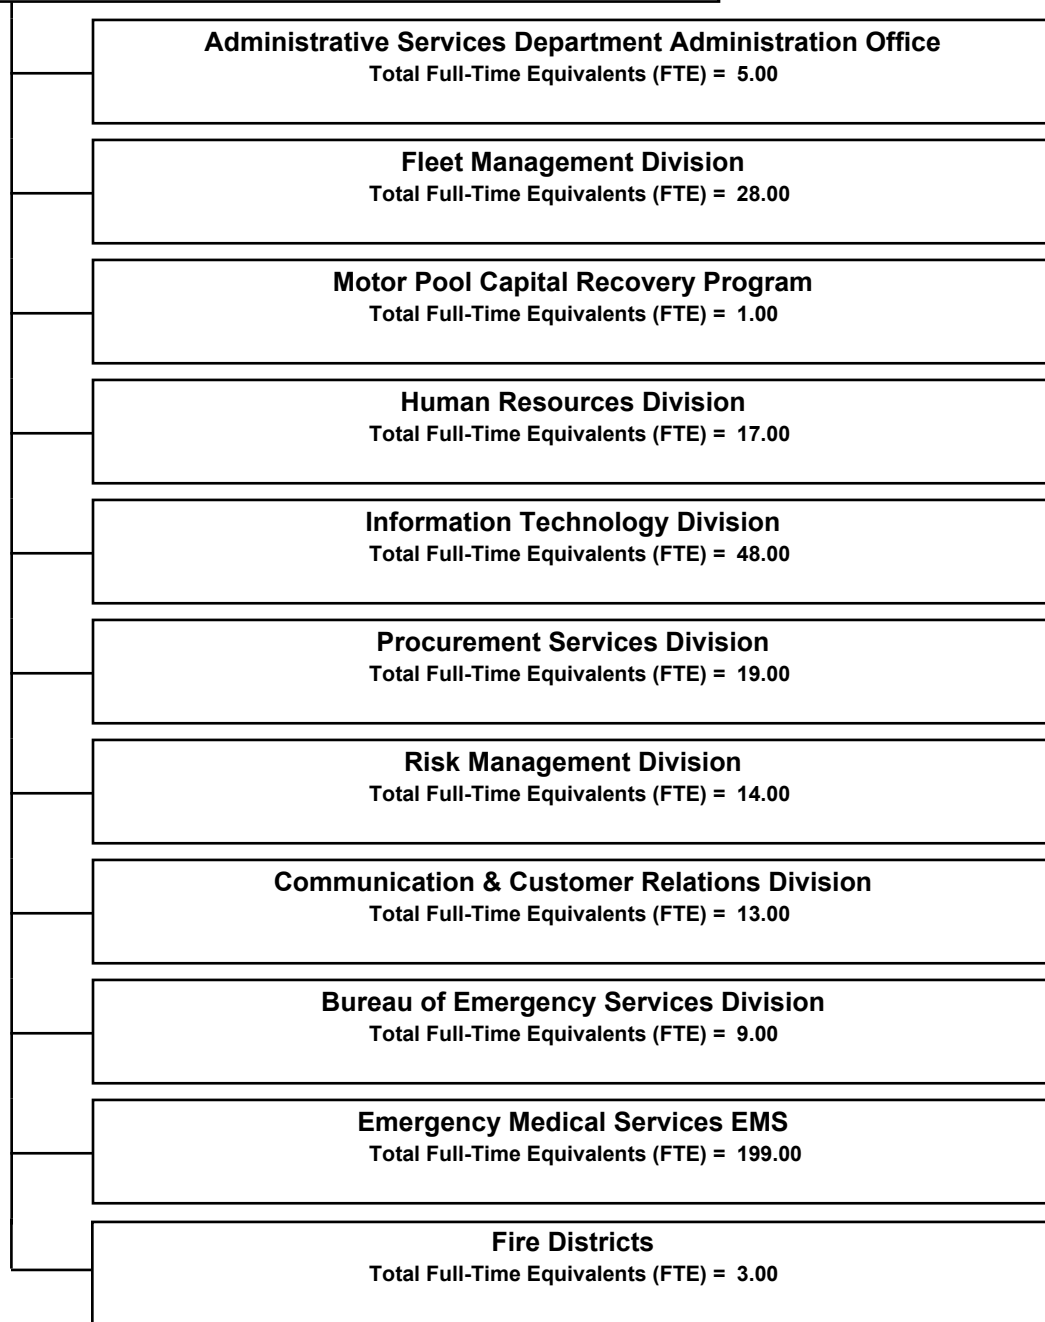 Administrative Services Department Administration Office
Total Full-Time Equivalents (FTE) = 5.00
Fleet Management Division
Total Full-Time Equivalents (FTE) = 28.00
Motor Pool Capital Recovery Program
Total Full-Time Equivalents (FTE) = 1.00
Human Resources Division
Total Full-Time Equivalents (FTE) = 17.00
Information Technology Division
Total Full-Time Equivalents (FTE) = 48.00
Procurement Services Division
Total Full-Time Equivalents (FTE) = 19.00
Risk Management Division
Total Full-Time Equivalents (FTE) = 14.00
Communication & Customer Relations Division
Total Full-Time Equivalents (FTE) = 13.00
Bureau of Emergency Services Division
Total Full-Time Equivalents (FTE) = 9.00
Emergency Medical Services EMS
Total Full-Time Equivalents (FTE) = 199.00
Fire Districts
Total Full-Time Equivalents (FTE) = 3.00